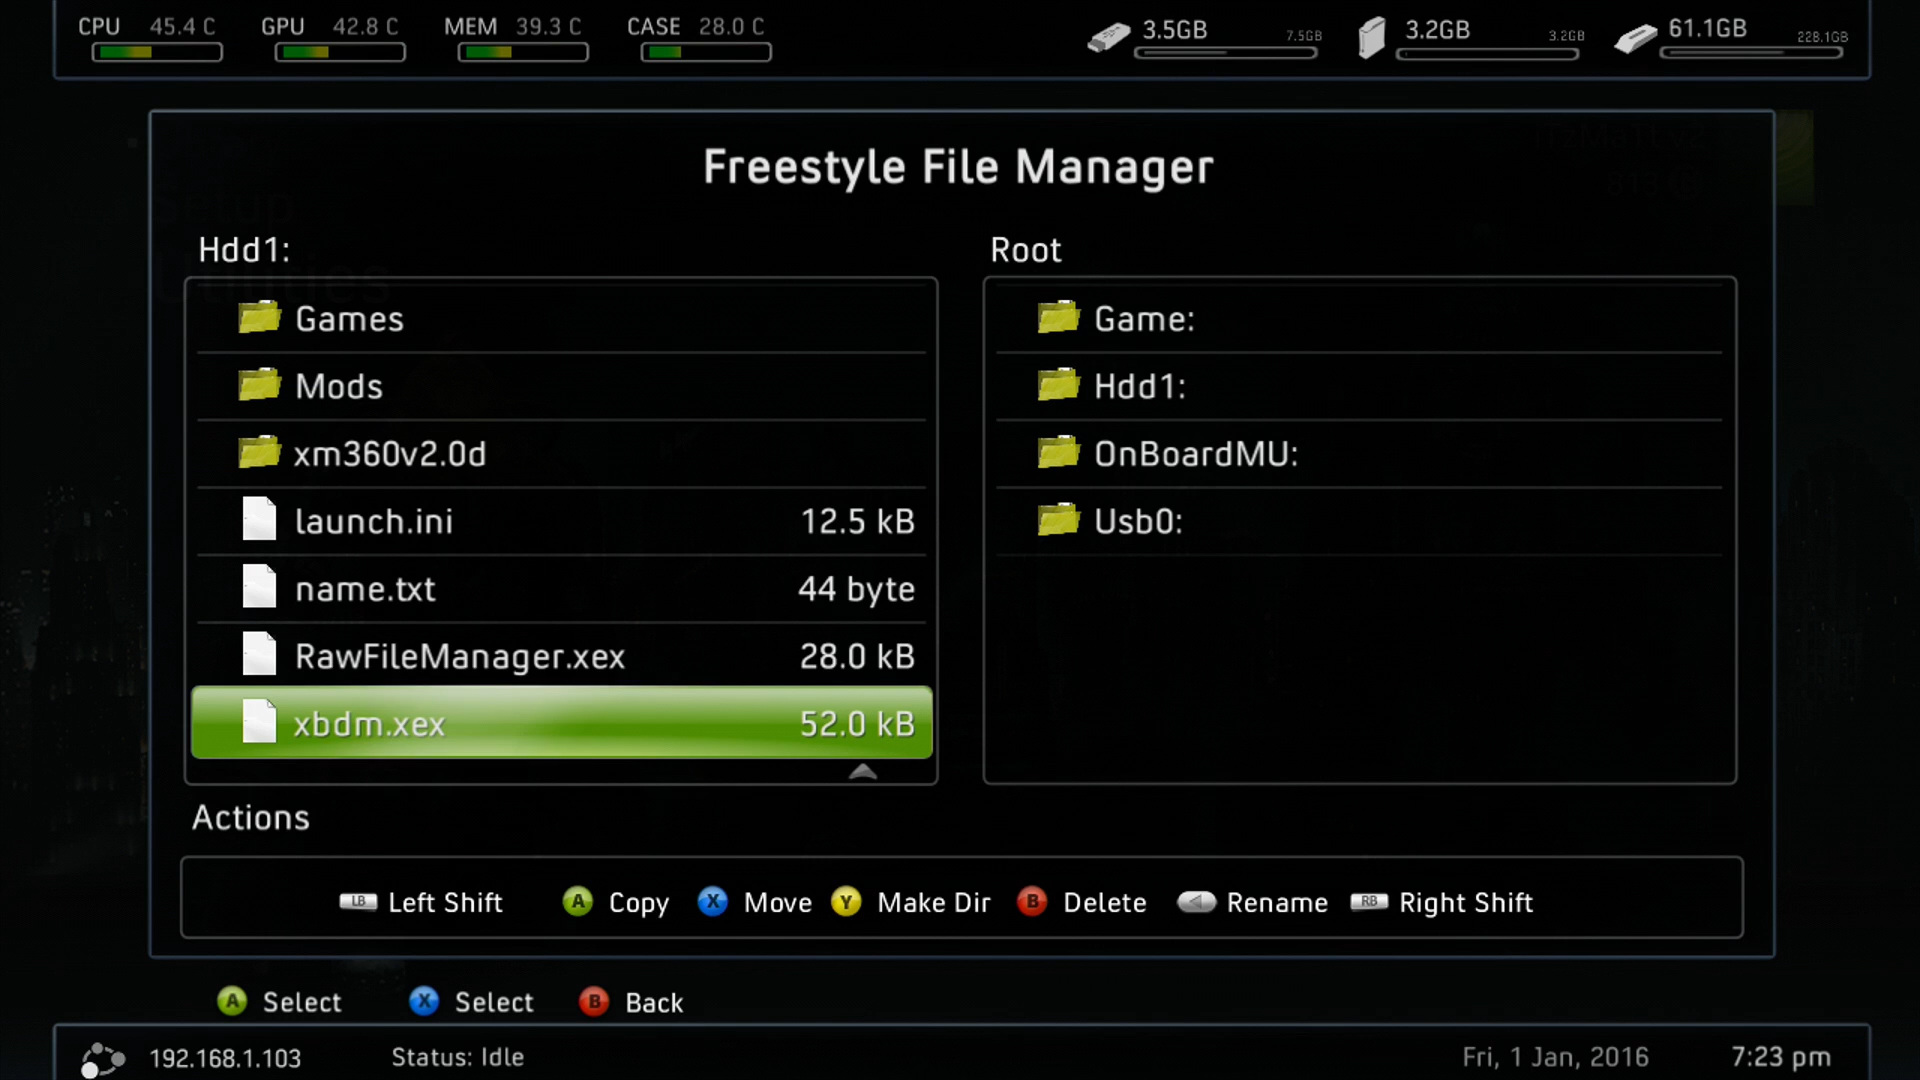 CPU 45.4 C GPU 42.8 C MEM 39.3 C CASE 28.0 C 3.5GB 7.5GB 3.2GB 3.2GB 61.1GB 228.1GB
Freestyle File Manager
Hdd1: Root
Games Game:
Mods Hdd1:
xm360v2.0d OnBoardMU:
launch.ini 12.5 kB Usb0:
name.txt 44 byte
RawFileManager.xex 28.0 kB
xbdm.xex 52.0 kB
Actions
LB Left Shift A Copy X Move Y Make Dir B Delete Rename RB Right Shift
A Select X Select B Back
192.168.1.103 Status: Idle Fri, 1 Jan, 2016 7:23 pm